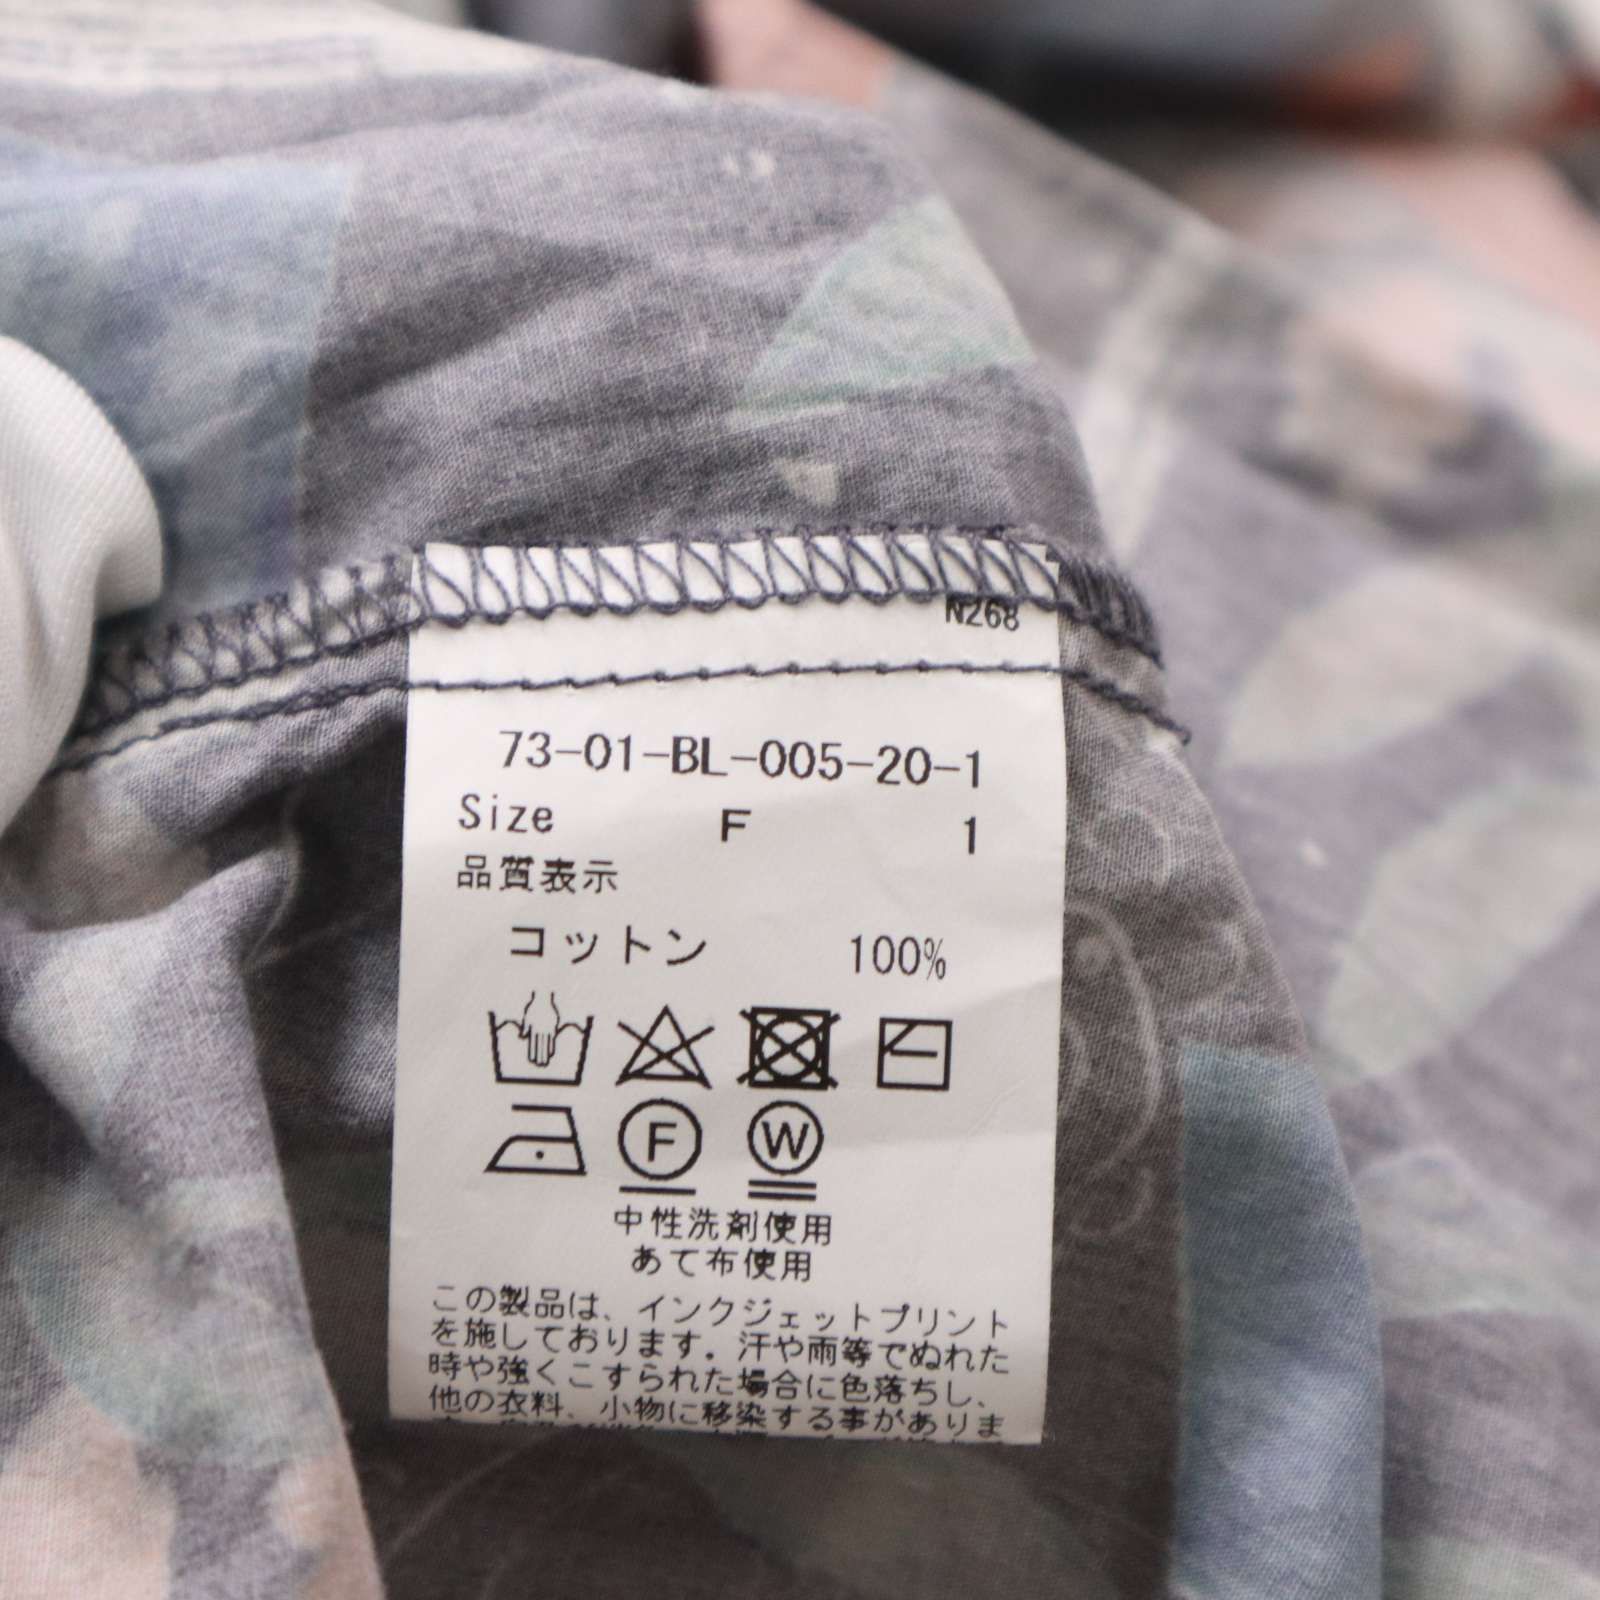 N268
73-01-BL-005-20-1
Size F 1
品質表示
コットン 100%
F W
中性洗剤使用
あて布使用
この製品は、インクジェットプリント
を施しております。汗や雨等でぬれた
時や強くこすられた場合に色落ちし、
他の衣料、小物に移染する事がありま